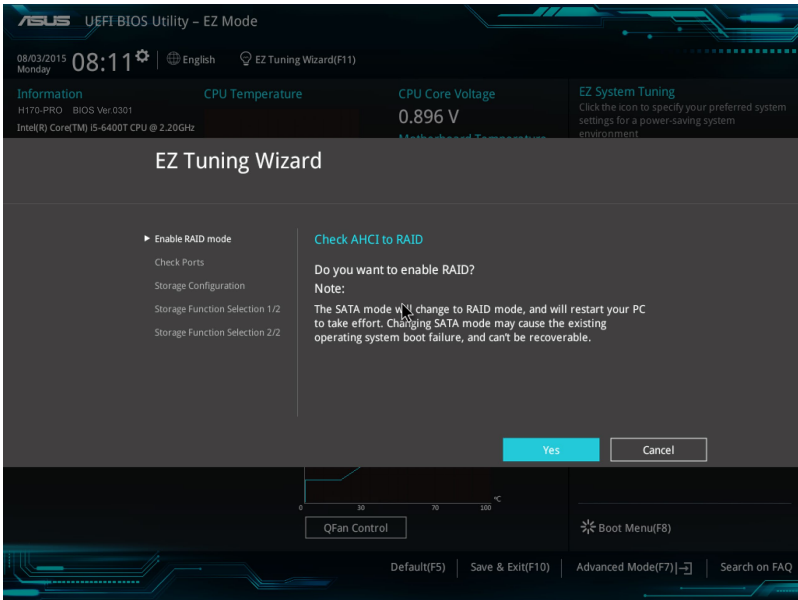 ASUS UEFI BIOS Utility – EZ Mode
08/03/2015
Monday
08:11
English
EZ Tuning Wizard(F11)
Information
H170-PRO BIOS Ver.0301
Intel(R) Core(TM) i5-6400T CPU @ 2.20GHz
CPU Temperature
CPU Core Voltage
0.896 V
Motherboard Temperature
EZ System Tuning
Click the icon to specify your preferred system
settings for a power-saving system
environment
EZ Tuning Wizard
Enable RAID mode
Check Ports
Storage Configuration
Storage Function Selection 1/2
Storage Function Selection 2/2
Check AHCI to RAID
Do you want to enable RAID?
Note:
The SATA mode will change to RAID mode, and will restart your PC
to take effort. Changing SATA mode may cause the existing
operating system boot failure, and can't be recoverable.
Yes
Cancel
0 30 70 100 °C
QFan Control
Boot Menu(F8)
Default(F5)
Save & Exit(F10)
Advanced Mode(F7)
Search on FAQ